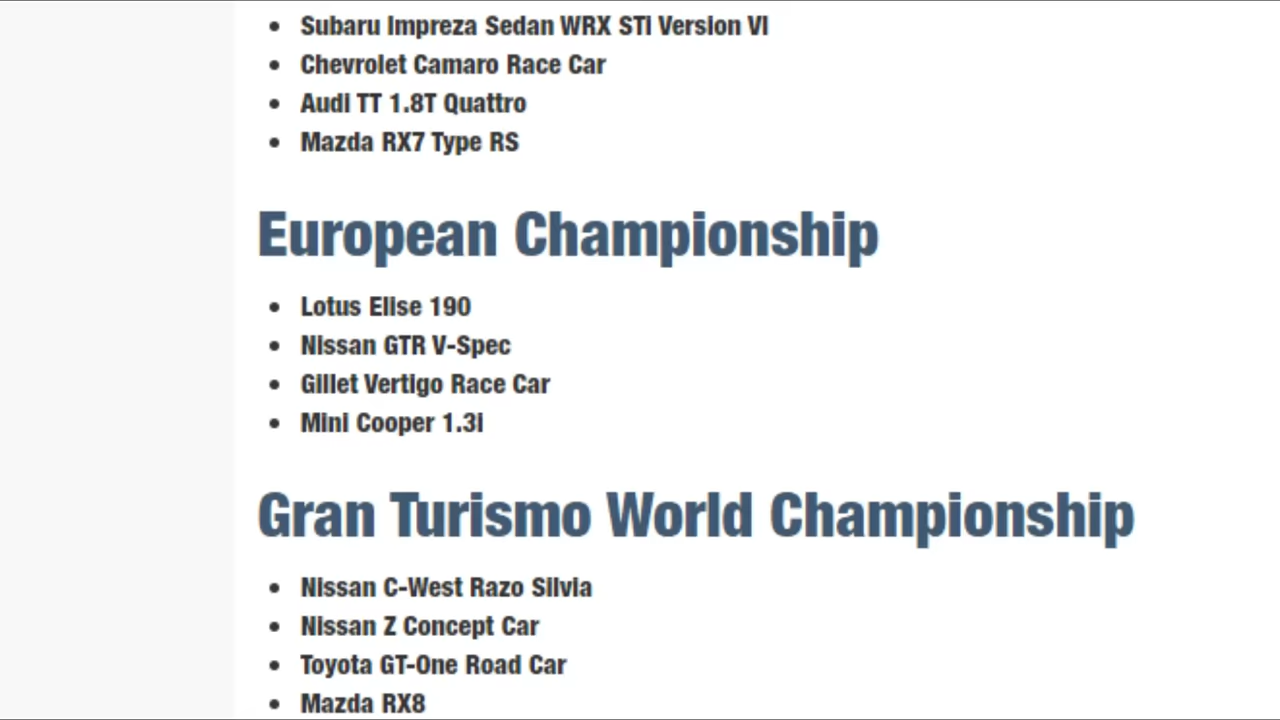 Subaru Impreza Sedan WRX STI Version VI
Chevrolet Camaro Race Car
Audi TT 1.8T Quattro
Mazda RX7 Type RS
European Championship
Lotus Elise 190
Nissan GTR V-Spec
Gillet Vertigo Race Car
Mini Cooper 1.3i
Gran Turismo World Championship
Nissan C-West Razo Silvia
Nissan Z Concept Car
Toyota GT-One Road Car
Mazda RX8